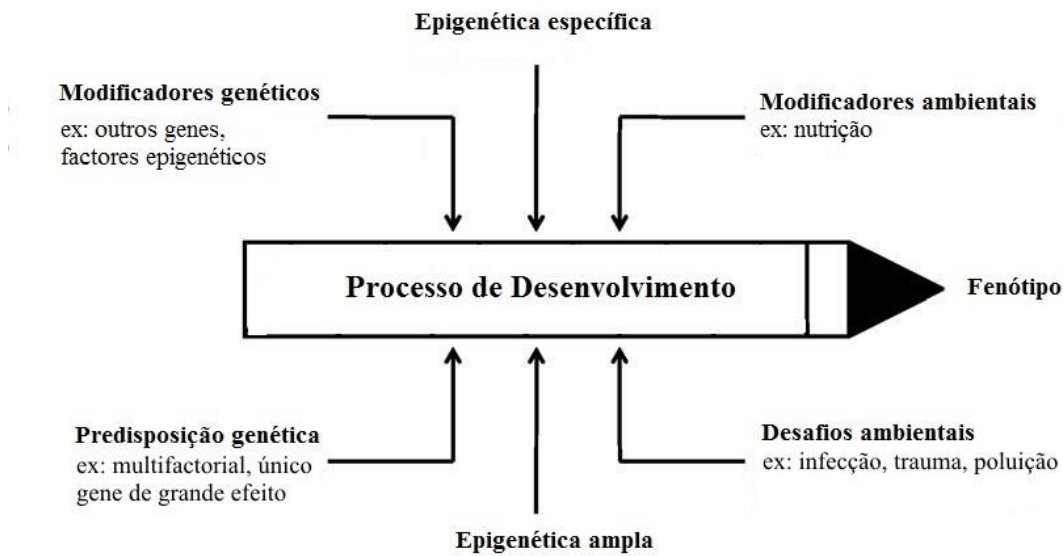 Epigenética específica
Modificadores genéticos
ex: outros genes,
factores epigenéticos
Modificadores ambientais
ex: nutrição
Processo de Desenvolvimento
Fenótipo
Predisposição genética
ex: multifactorial, único
gene de grande efeito
Desafios ambientais
ex: infecção, trauma, poluição
Epigenética ampla